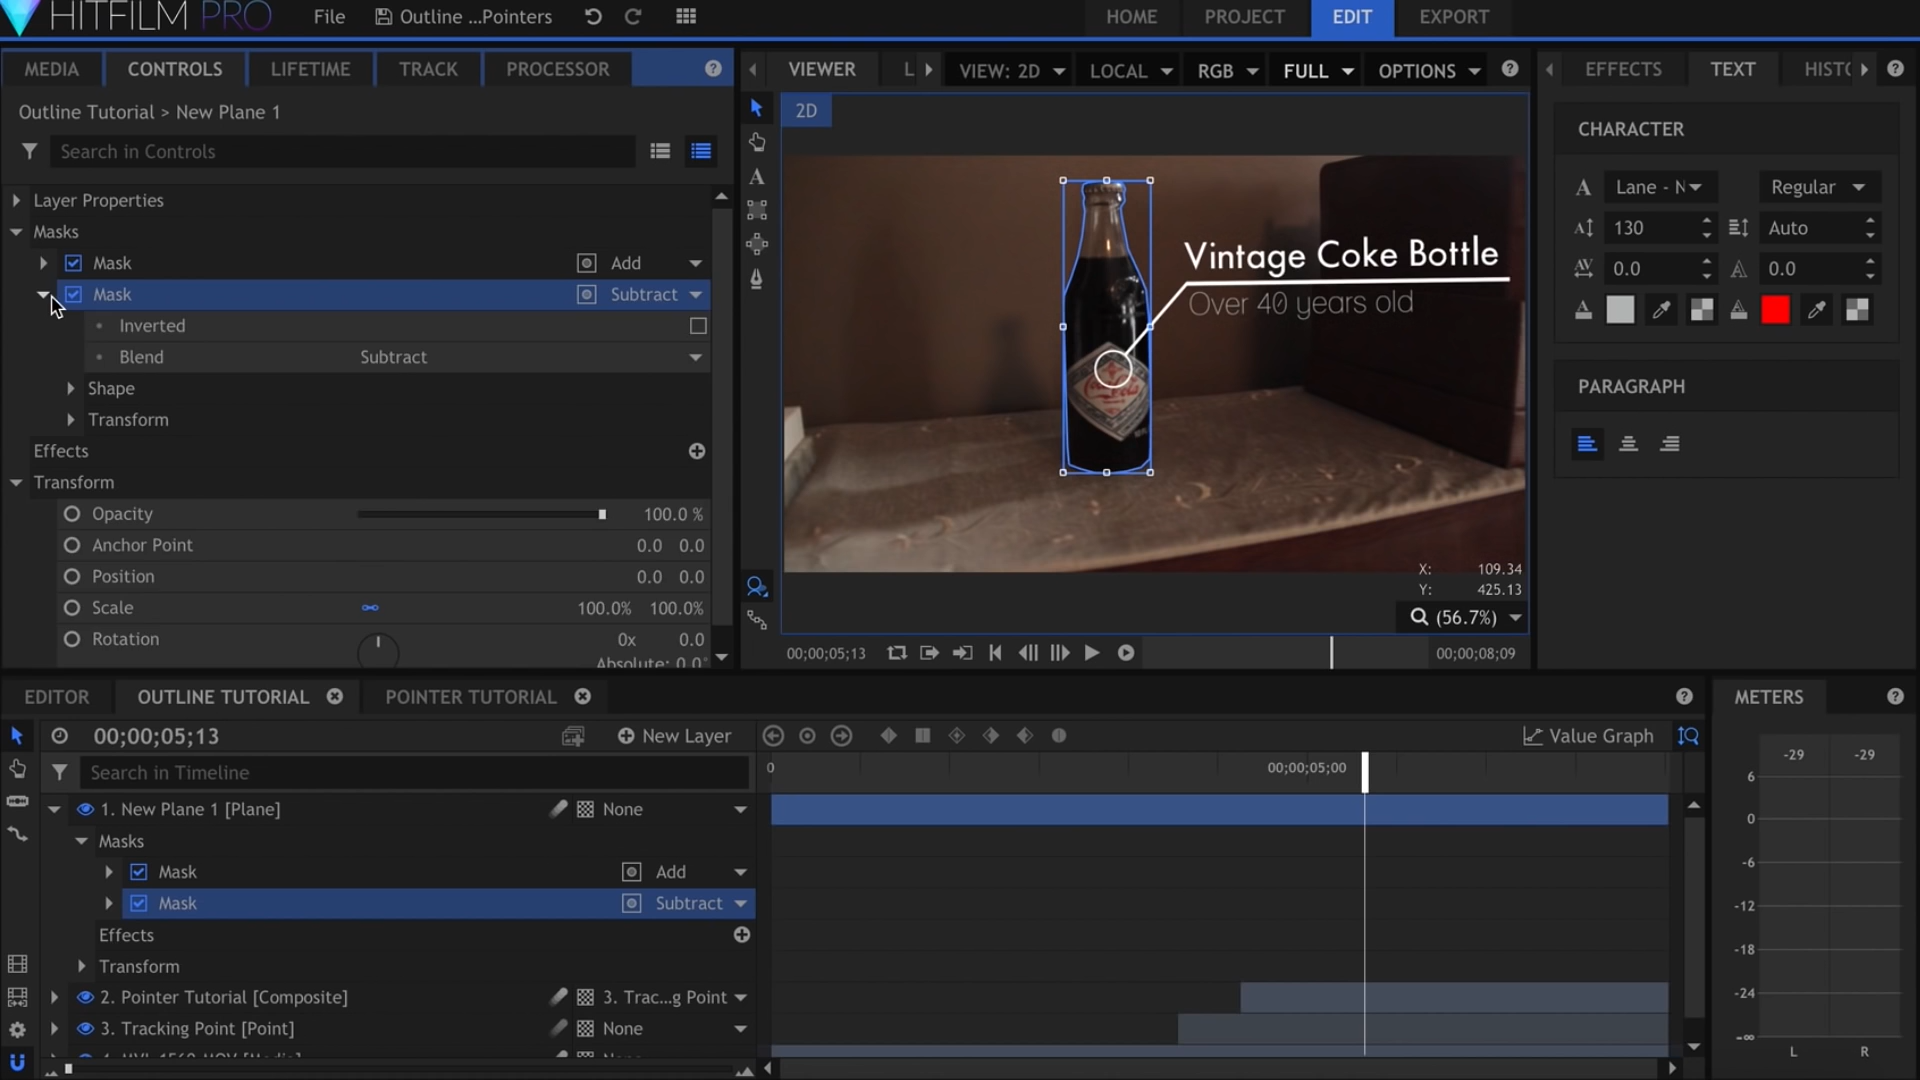 HITFILM PRO
File
Outline ...Pointers
HOME
PROJECT
EDIT
EXPORT
MEDIA
CONTROLS
LIFETIME
TRACK
PROCESSOR
VIEWER
L
VIEW: 2D
LOCAL
RGB
FULL
OPTIONS
EFFECTS
TEXT
HISTO
Outline Tutorial > New Plane 1
Search in Controls
Layer Properties
Masks
Mask
Add
Mask
Subtract
Inverted
Blend
Subtract
Shape
Transform
Effects
Transform
Opacity
100.0 %
Anchor Point
0.0 0.0
Position
0.0 0.0
Scale
100.0% 100.0%
Rotation
0x 0.0
Absolute: 0.0°
2D
Vintage Coke Bottle
Over 40 years old
Coca-Cola
X: 109.34
Y: 425.13
(56.7%)
00;00;05;13
00;00;08;09
CHARACTER
Lane - N
Regular
130
Auto
0.0
0.0
PARAGRAPH
EDITOR
OUTLINE TUTORIAL
POINTER TUTORIAL
METERS
00;00;05;13
New Layer
Value Graph
Search in Timeline
0
00;00;05;00
1. New Plane 1 [Plane]
None
Masks
Mask
Add
Mask
Subtract
Effects
Transform
2. Pointer Tutorial [Composite]
3. Trac...g Point
3. Tracking Point [Point]
None
-29 -29
6
0
-6
-12
-18
-24
-∞
L R